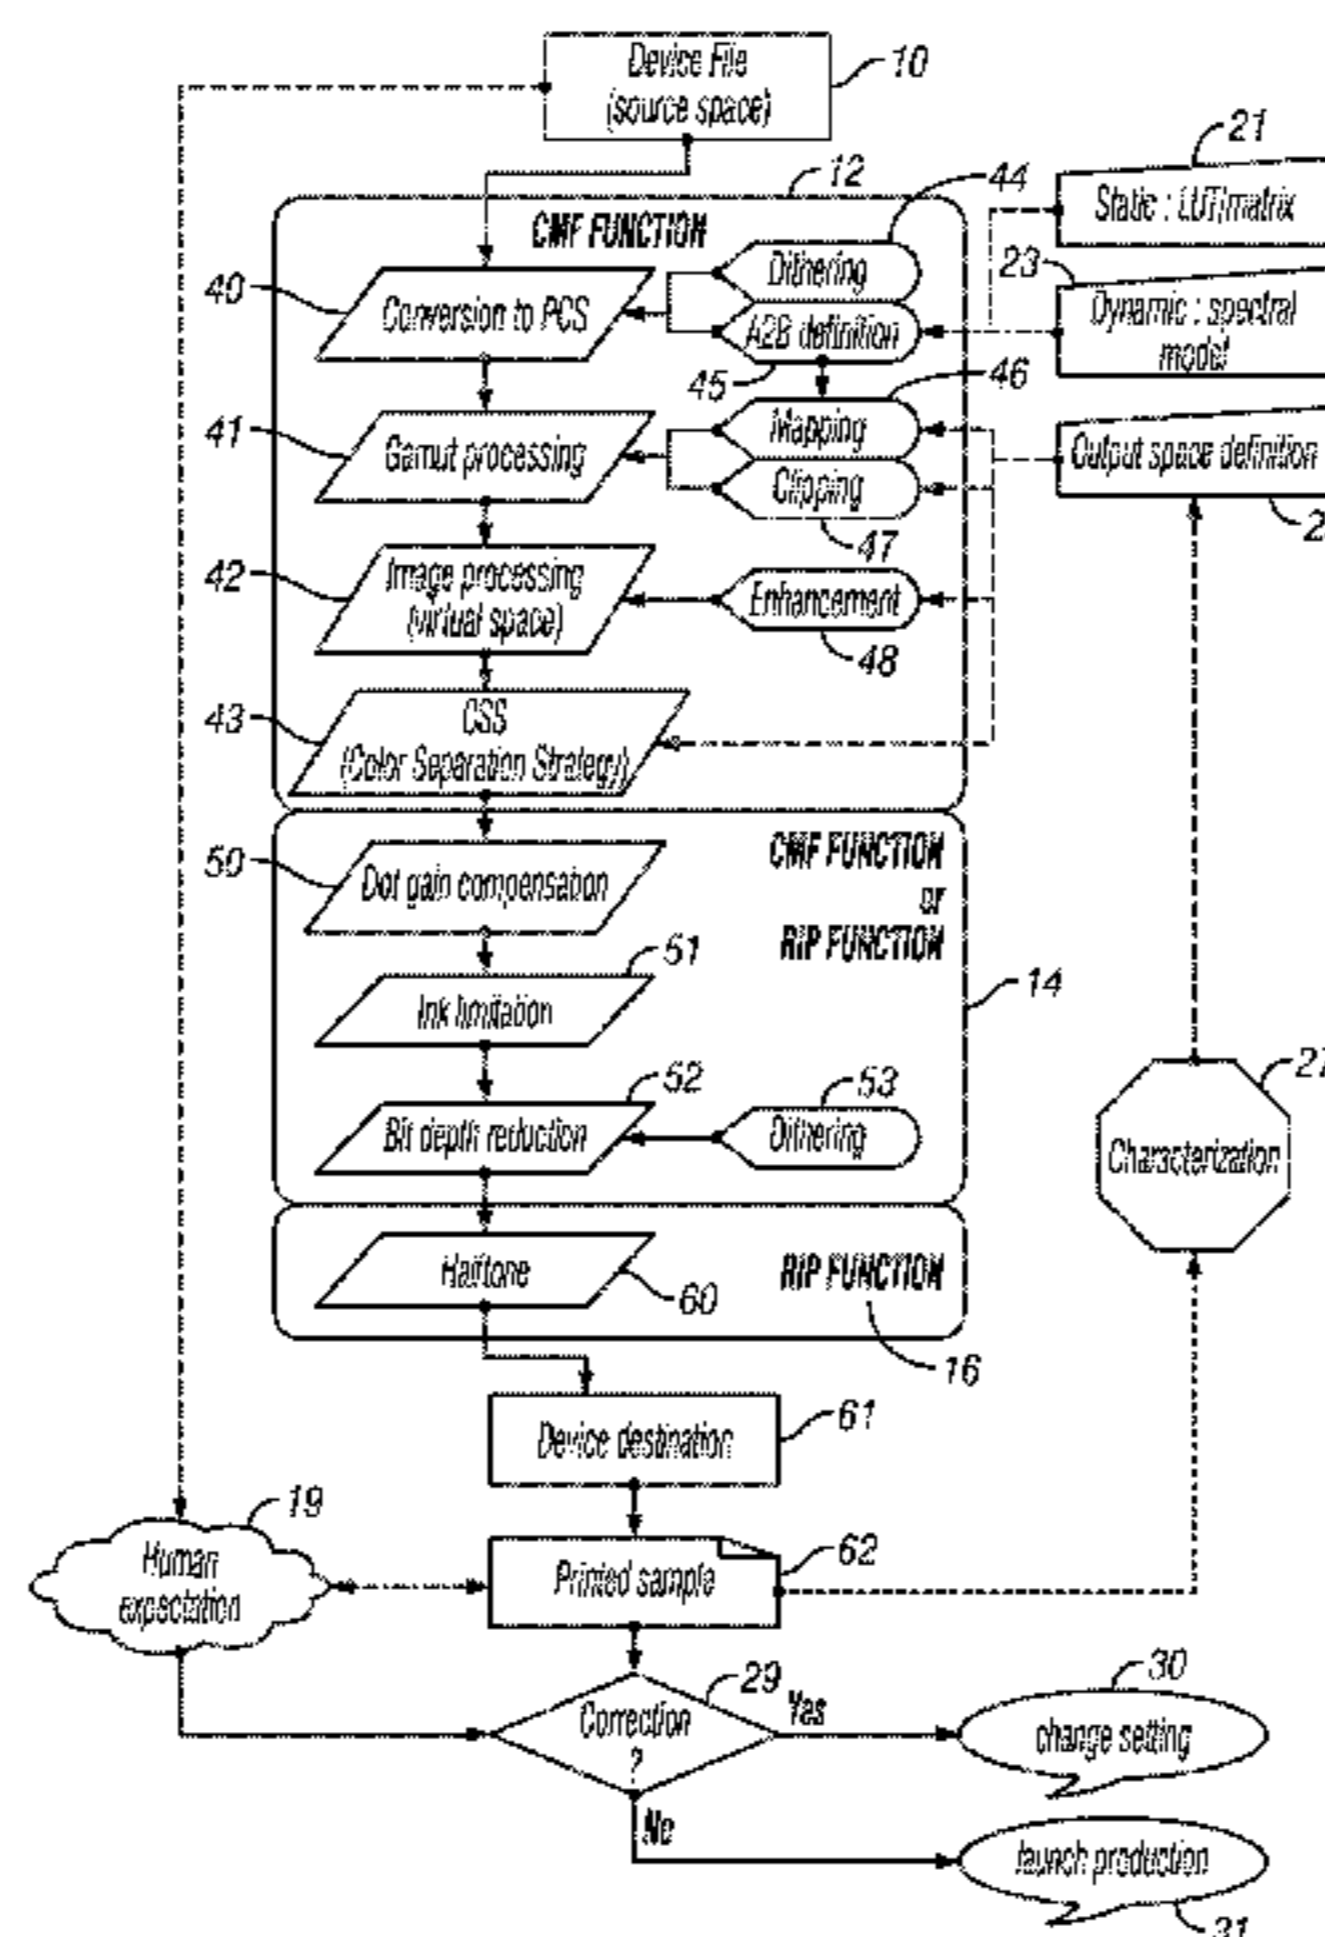 Device File
(source space)
10
21
12
44
Static : LUT/matrix
CMF FUNCTION
23
Dithering
40
Conversion to PCS
A2B definition
Dynamic : spectral
model
45
46
41
Gamut processing
Mapping
Output space definition
Clipping
47
42
Image processing
(virtual space)
Enhancement
48
43
CSS
(Color Separation Strategy)
50
Dot gain compensation
CMF FUNCTION
or
RIP FUNCTION
51
14
Ink limitation
52
53
27
Bit depth reduction
Dithering
Characterization
Halftone
60
RIP FUNCTION
16
61
Device destination
19
Human
expectation
62
Printed sample
29
Yes
30
Correction
?
change setting
No
launch production
31